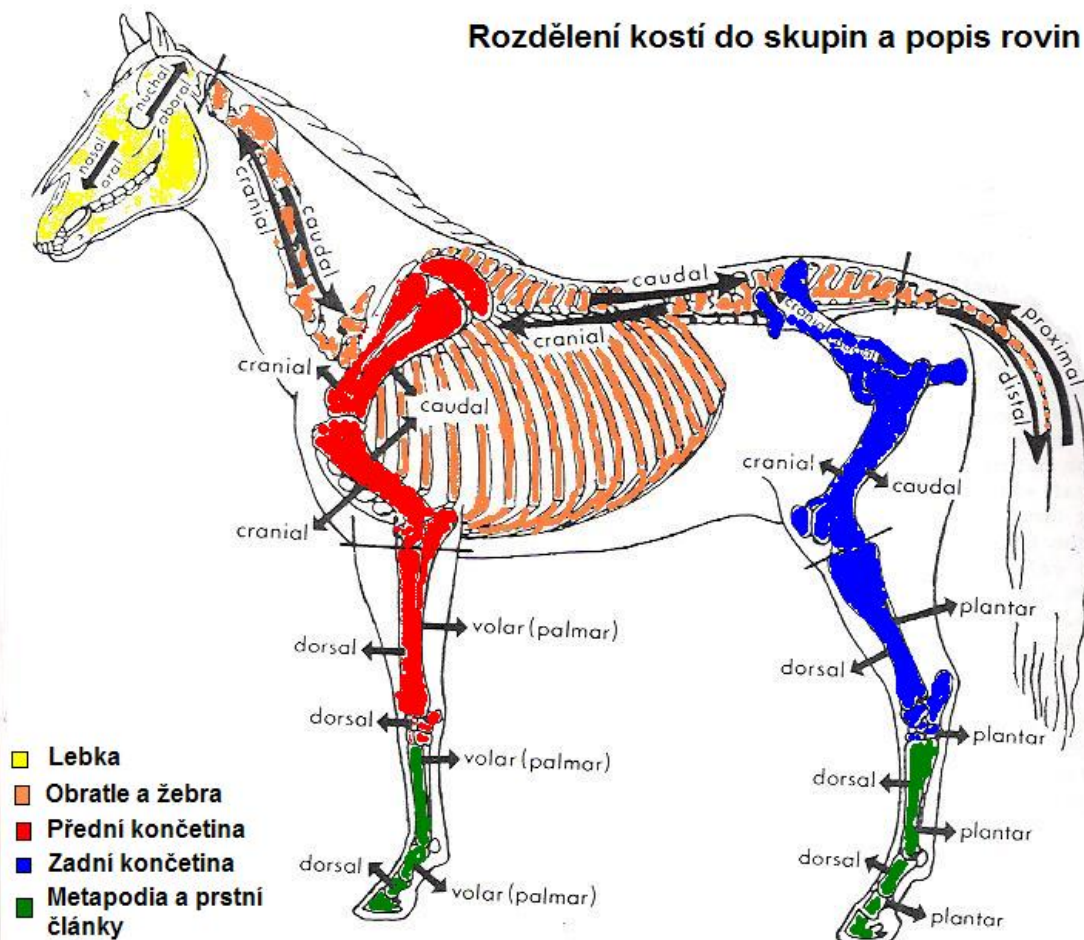 Rozdělení kostí do skupin a popis rovin
nuchal
aboral
nasal
oral
cranial
caudal
caudal
cranial
cranial
proximal
distal
cranial
caudal
cranial
cranial
caudal
plantar
dorsal
volar (palmar)
dorsal
dorsal
plantar
volar (palmar)
dorsal
plantar
dorsal
volar (palmar)
dorsal
plantar
Lebka
Obratle a žebra
Přední končetina
Zadní končetina
Metapodia a prstní
články